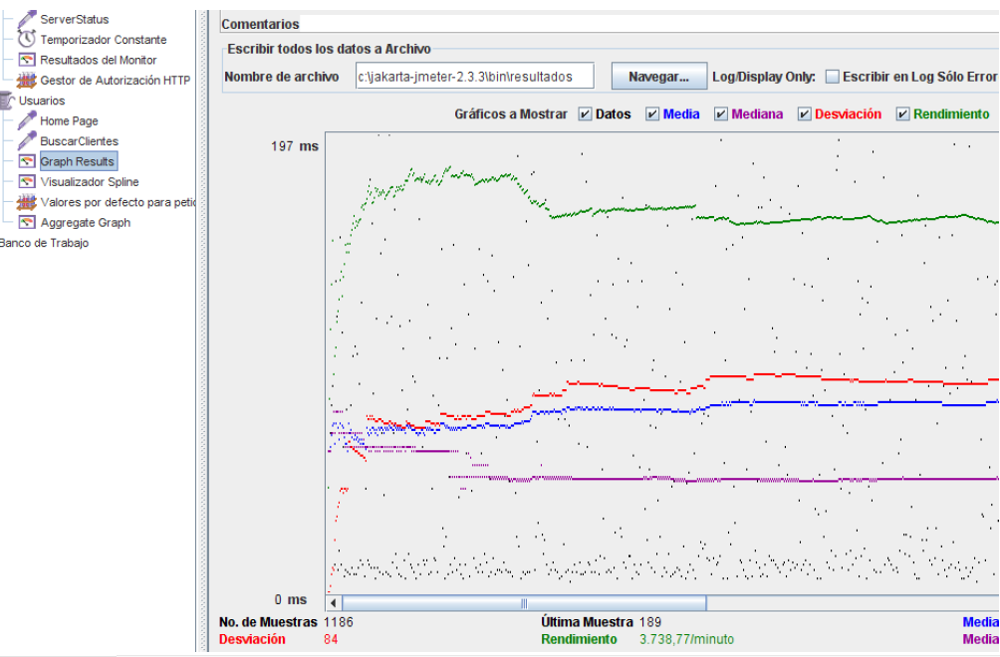 ServerStatus
Temporizador Constante
Resultados del Monitor
Gestor de Autorización HTTP
Usuarios
Home Page
BuscarClientes
Graph Results
Visualizador Spline
Valores por defecto para petic
Aggregate Graph
Banco de Trabajo
Comentarios
Escribir todos los datos a Archivo
Nombre de archivo c:\jakarta-jmeter-2.3.3\bin\resultados Navegar... Log/Display Only: Escribir en Log Sólo Error
Gráficos a Mostrar Datos Media Mediana Desviación Rendimiento
197 ms
0 ms
No. de Muestras 1186 Última Muestra 189 Media
Desviación 84 Rendimiento 3.738,77/minuto Media